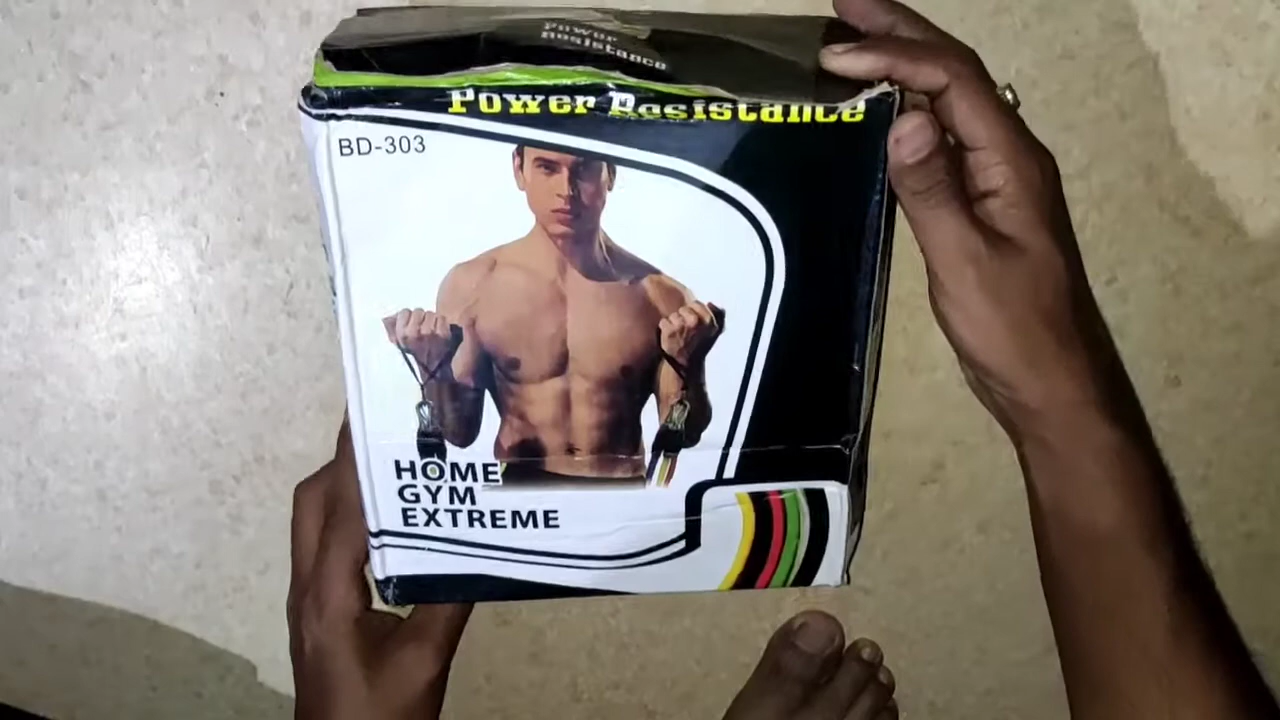 Power
Resistance
Power Resistance
BD-303
HOME
GYM
EXTREME